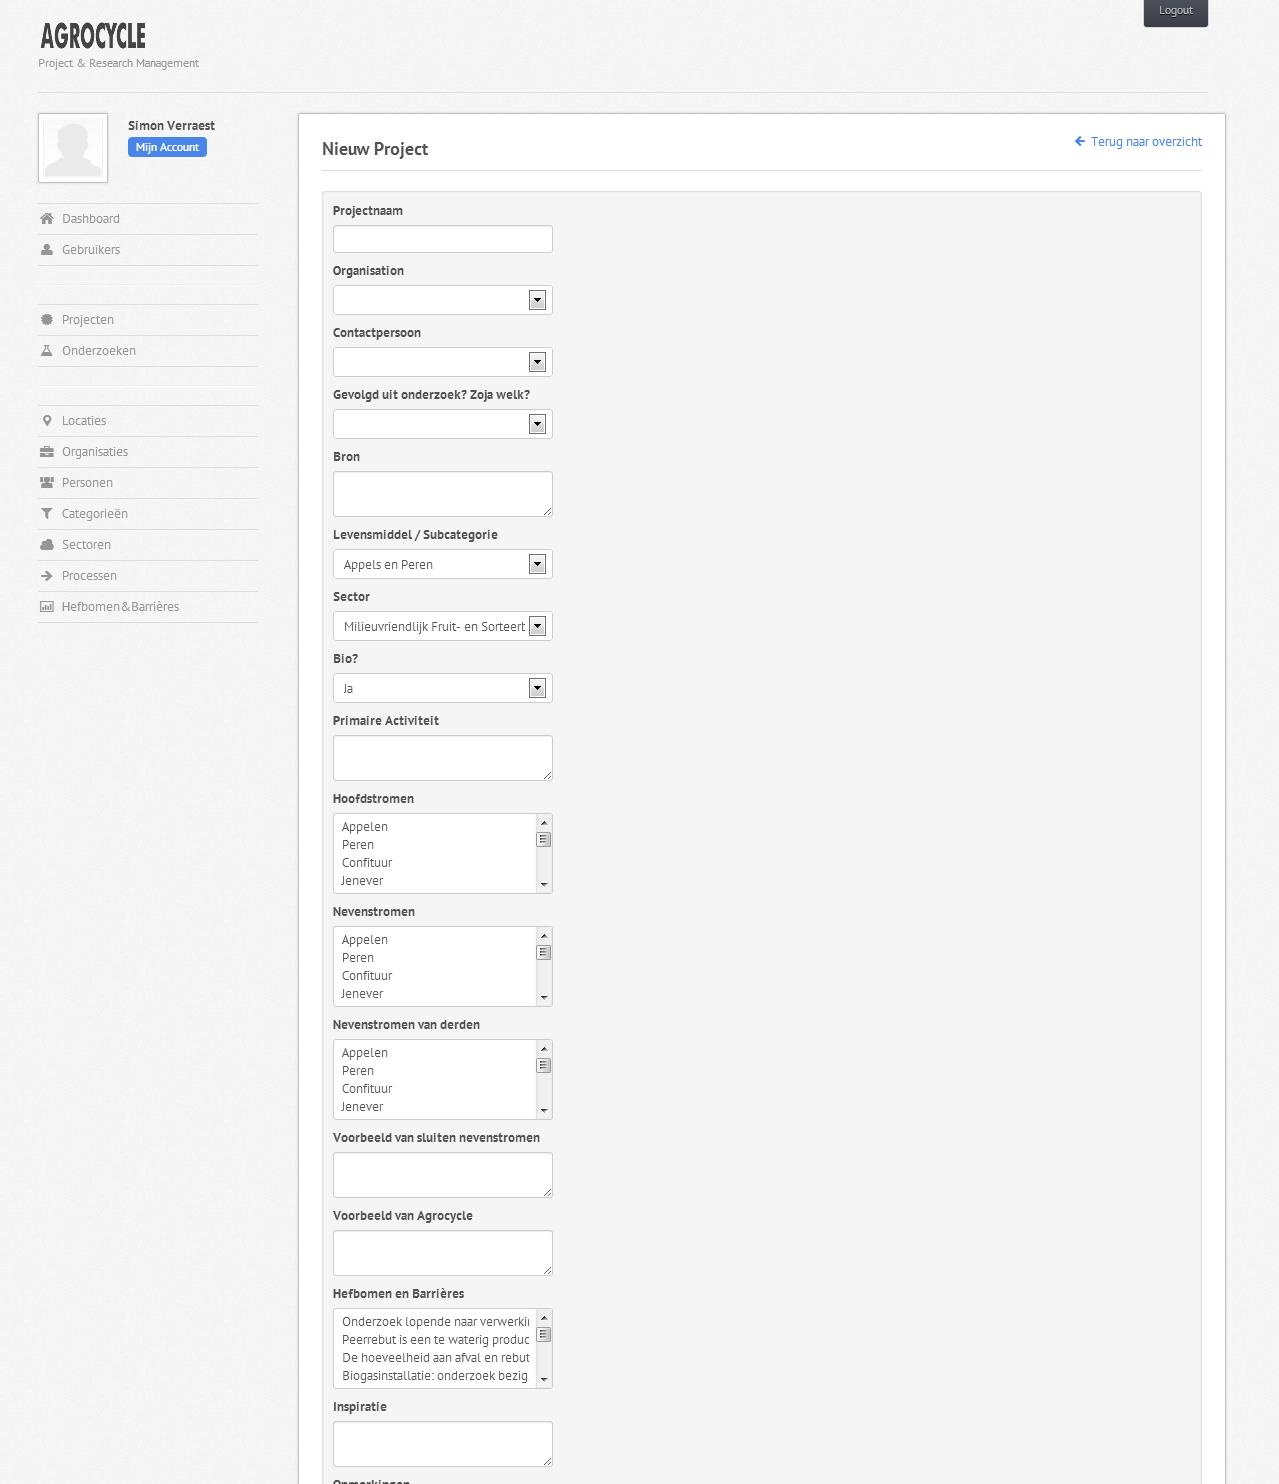 Logout
AGROCYCLE
Project & Research Management
Simon Verraest
Mijn Account
Dashboard
Gebruikers
Projecten
Onderzoeken
Locaties
Organisaties
Personen
Categorieën
Sectoren
Processen
Hefbomen&Barrières
Nieuw Project
Terug naar overzicht
Projectnaam
Organisation
Contactpersoon
Gevolgd uit onderzoek? Zoja welk?
Bron
Levensmiddel / Subcategorie
Appels en Peren
Sector
Milieuvriendlijk Fruit- en Sorteert
Bio?
Ja
Primaire Activiteit
Hoofdstromen
Appelen
Peren
Confituur
Jenever
Nevenstromen
Appelen
Peren
Confituur
Jenever
Nevenstromen van derden
Appelen
Peren
Confituur
Jenever
Voorbeeld van sluiten nevenstromen
Voorbeeld van Agrocycle
Hefbomen en Barrières
Onderzoek lopende naar verwerkin
Peerrebut is een te waterig produc
De hoeveelheid aan afval en rebut
Biogasinstallatie: onderzoek bezig
Inspiratie
Opmerkingen